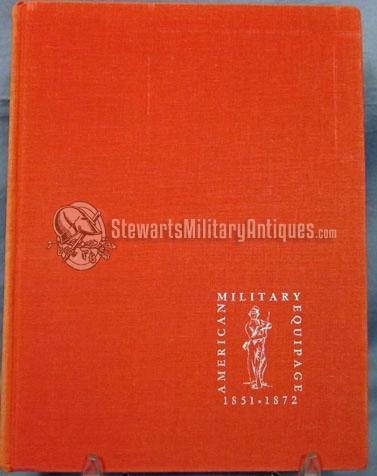 StewartsMilitaryAntiques.com
AMERICAN
MILITARY
EQUIPAGE
1851 • 1872